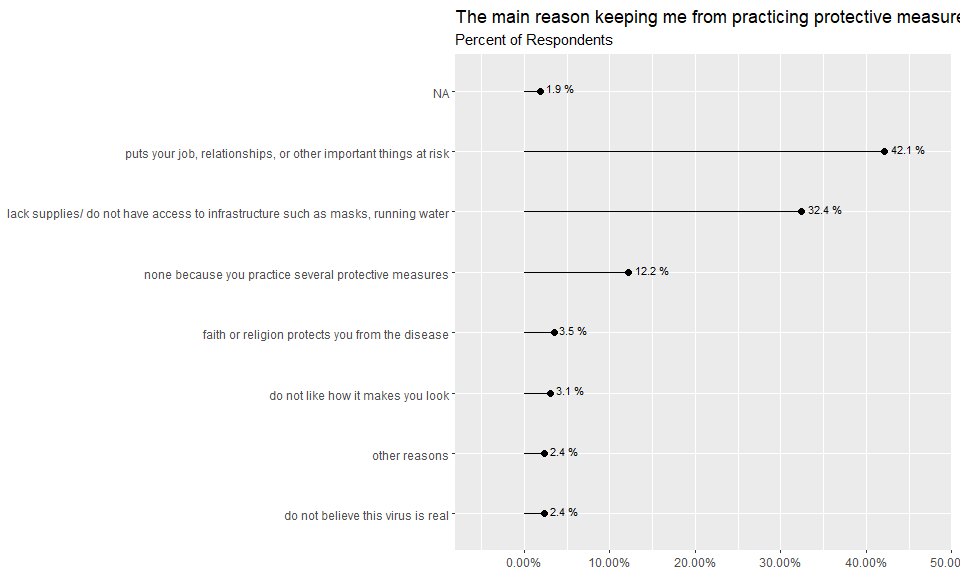 The main reason keeping me from practicing protective measure
Percent of Respondents
NA
1.9 %
puts your job, relationships, or other important things at risk
42.1 %
lack supplies/ do not have access to infrastructure such as masks, running water
32.4 %
none because you practice several protective measures
12.2 %
faith or religion protects you from the disease
3.5 %
do not like how it makes you look
3.1 %
other reasons
2.4 %
do not believe this virus is real
2.4 %
0.00% 10.00% 20.00% 30.00% 40.00% 50.00